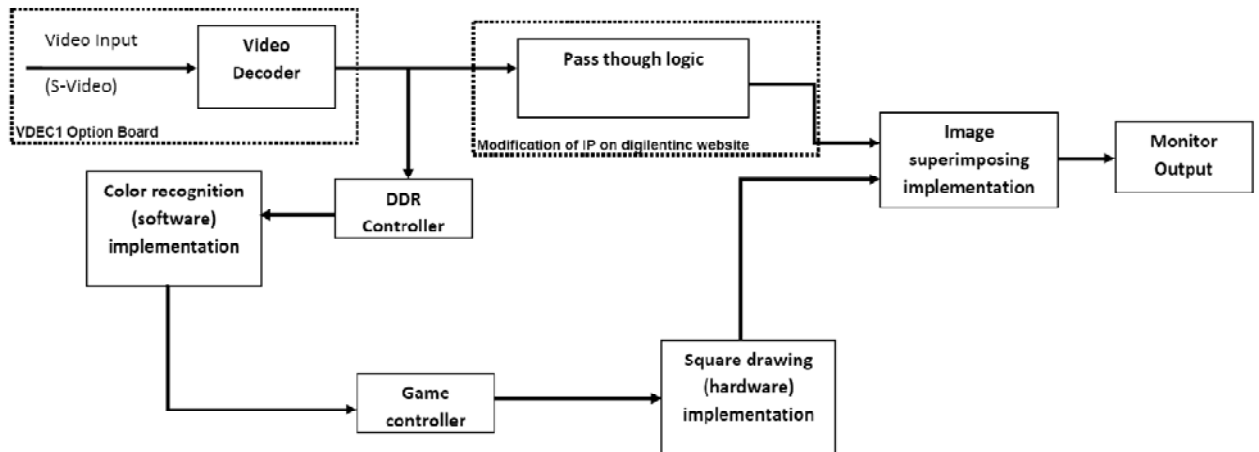 Video Input
(S-Video)
Video
Decoder
VDEC1 Option Board
Pass though logic
Modification of IP on digilentinc website
Image
superimposing
implementation
Monitor
Output
Color recognition
(software)
implementation
DDR
Controller
Game
controller
Square drawing
(hardware)
implementation